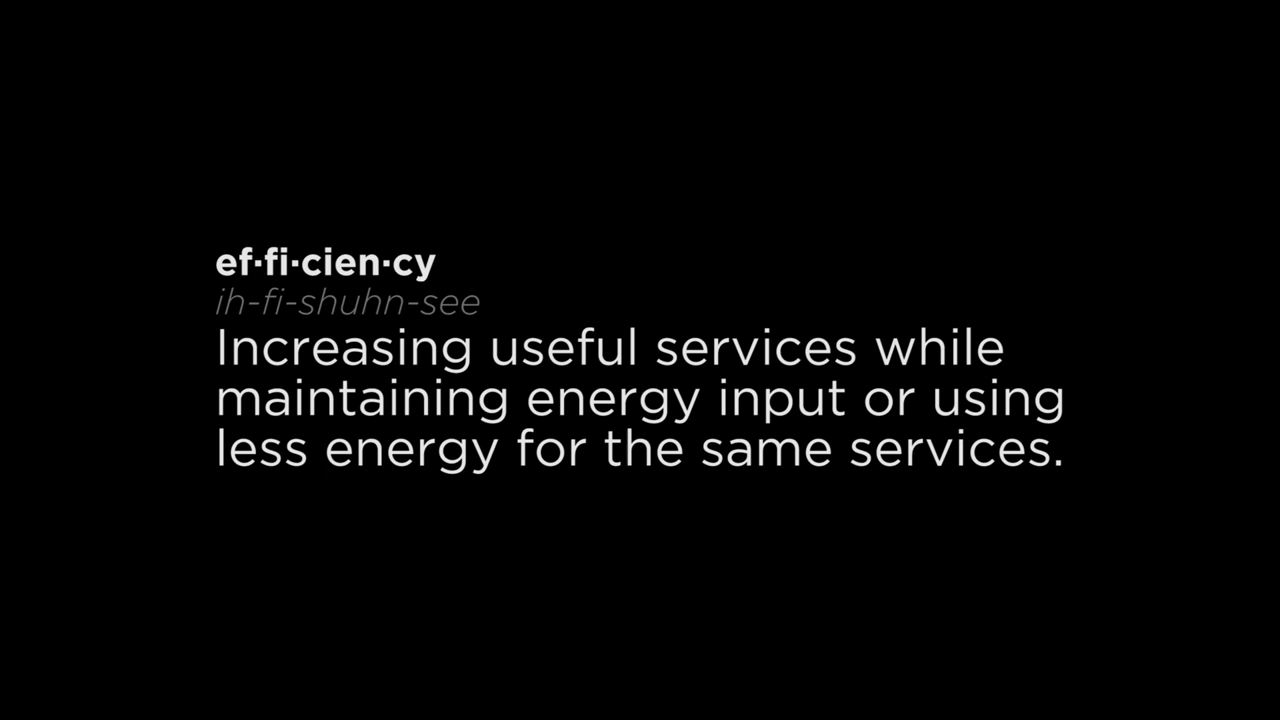 ef·fi·cien·cy
ih-fi-shuhn-see
Increasing useful services while
maintaining energy input or using
less energy for the same services.